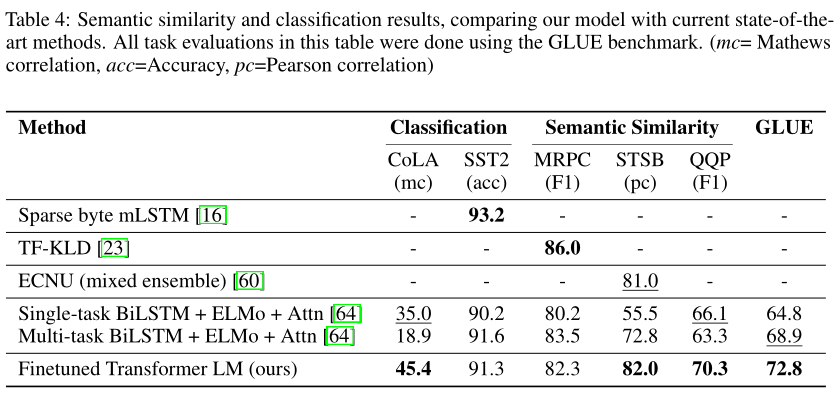 Table 4: Semantic similarity and classification results, comparing our model with current state-of-the-
art methods. All task evaluations in this table were done using the GLUE benchmark. (mc= Mathews
correlation, acc=Accuracy, pc=Pearson correlation)
Method Classification Semantic Similarity GLUE
CoLA SST2 MRPC STSB QQP
(mc) (acc) (F1) (pc) (F1)
Sparse byte mLSTM [16] - 93.2 - - - -
TF-KLD [23] - - 86.0 - - -
ECNU (mixed ensemble) [60] - - - 81.0 - -
Single-task BiLSTM + ELMo + Attn [64] 35.0 90.2 80.2 55.5 66.1 64.8
Multi-task BiLSTM + ELMo + Attn [64] 18.9 91.6 83.5 72.8 63.3 68.9
Finetuned Transformer LM (ours) 45.4 91.3 82.3 82.0 70.3 72.8